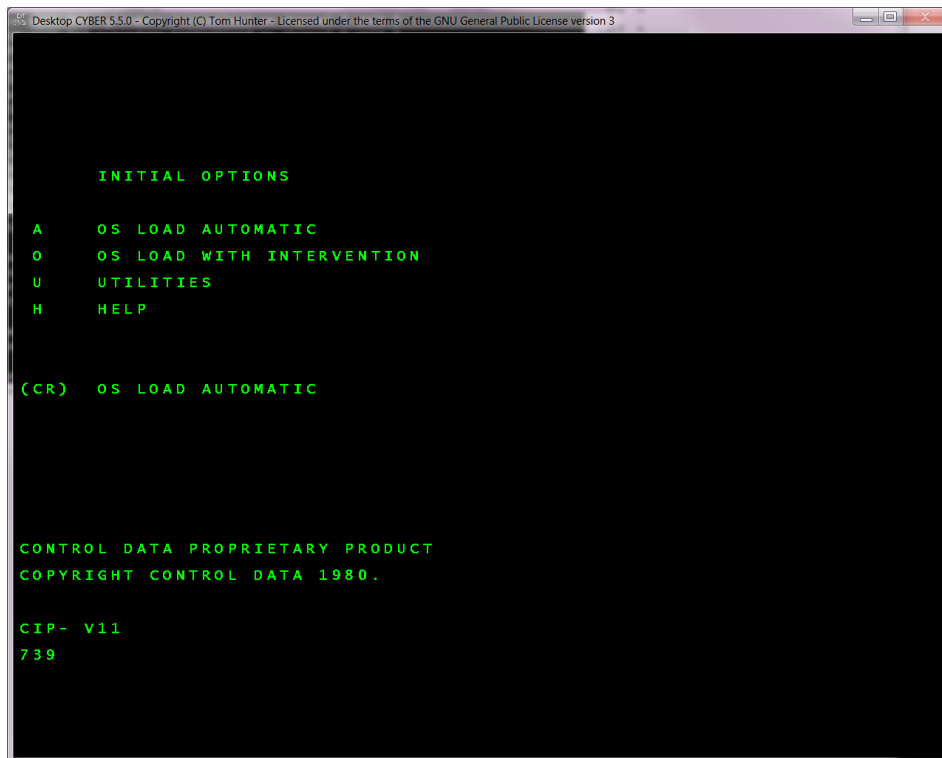 Desktop CYBER 5.5.0 - Copyright (C) Tom Hunter - Licensed under the terms of the GNU General Public License version 3
INITIAL OPTIONS
A OS LOAD AUTOMATIC
O OS LOAD WITH INTERVENTION
U UTILITIES
H HELP
(CR) OS LOAD AUTOMATIC
CONTROL DATA PROPRIETARY PRODUCT
COPYRIGHT CONTROL DATA 1980.
CIP- V11
739